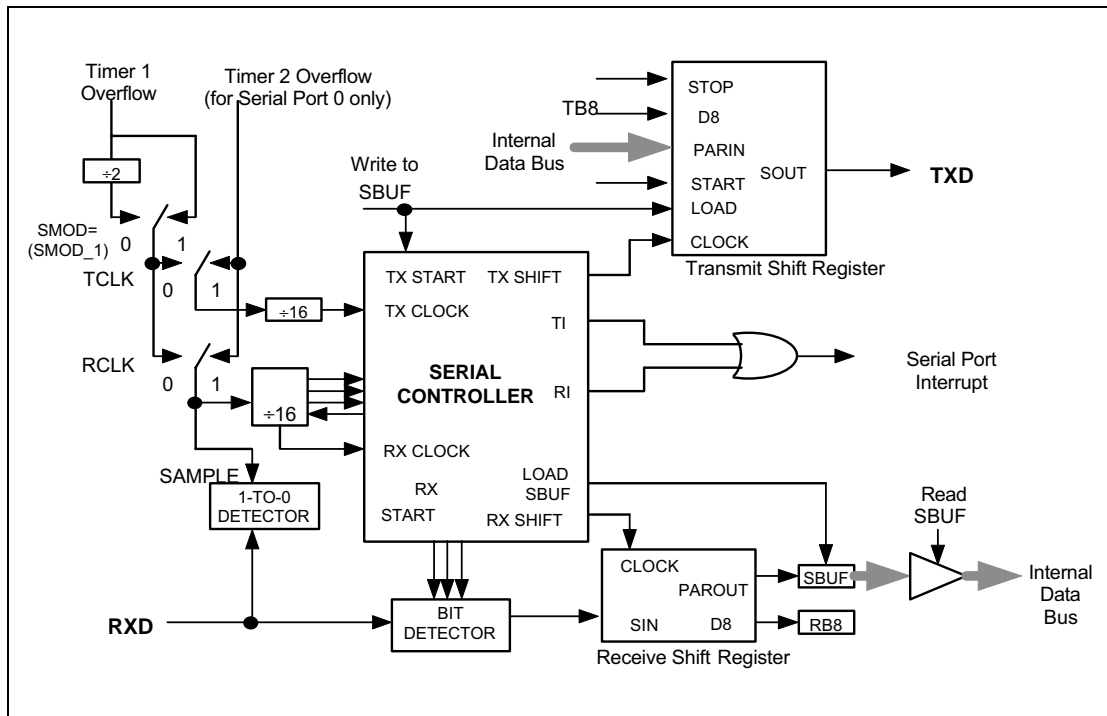 Timer 1
Overflow
Timer 2 Overflow
(for Serial Port 0 only)
÷2
SMOD=
(SMOD_1)
0
1
TCLK
0
1
÷16
RCLK
0
1
÷16
SAMPLE
1-TO-0
DETECTOR
RXD
Write to
SBUF
TX START
TX SHIFT
TX CLOCK
TI
SERIAL
CONTROLLER
RI
RX CLOCK
LOAD
SBUF
RX
START
RX SHIFT
BIT
DETECTOR
TB8
Internal
Data Bus
STOP
D8
PARIN
SOUT
START
LOAD
CLOCK
Transmit Shift Register
TXD
Serial Port
Interrupt
CLOCK
PAROUT
SIN
D8
Receive Shift Register
SBUF
RB8
Read
SBUF
Internal
Data
Bus